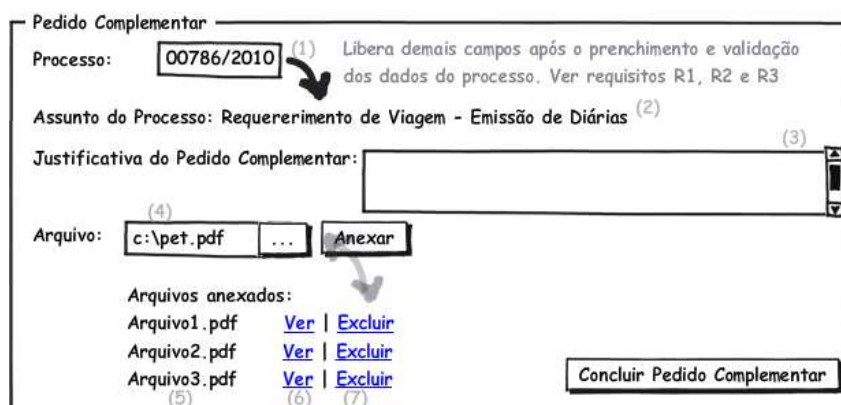 Pedido Complementar
Processo: 00786/2010 (1) Libera demais campos após o prenchimento e validação
dos dados do processo. Ver requisitos R1, R2 e R3
Assunto do Processo: Requererimento de Viagem - Emissão de Diárias (2)
(3)
Justificativa do Pedido Complementar:
(4)
Arquivo: c:\pet.pdf ... Anexar
Arquivos anexados:
Arquivo1.pdf Ver | Excluir
Arquivo2.pdf Ver | Excluir
Arquivo3.pdf Ver | Excluir Concluir Pedido Complementar
(5) (6) (7)